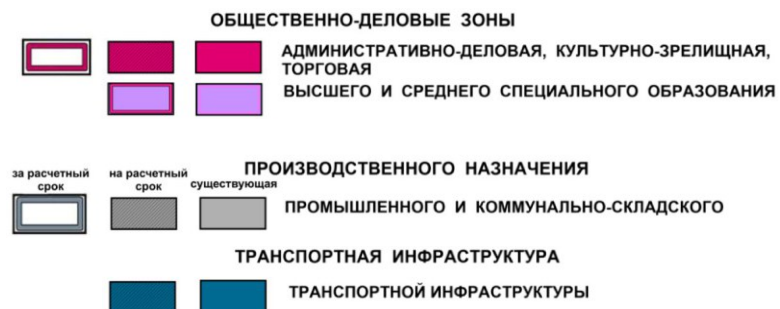 ОБЩЕСТВЕННО-ДЕЛОВЫЕ ЗОНЫ
АДМИНИСТРАТИВНО-ДЕЛОВАЯ, КУЛЬТУРНО-ЗРЕЛИЩНАЯ,
ТОРГОВАЯ
ВЫСШЕГО И СРЕДНЕГО СПЕЦИАЛЬНОГО ОБРАЗОВАНИЯ
ПРОИЗВОДСТВЕННОГО НАЗНАЧЕНИЯ
за расчетный
срок
на расчетный
срок
существующая
ПРОМЫШЛЕННОГО И КОММУНАЛЬНО-СКЛАДСКОГО
ТРАНСПОРТНАЯ ИНФРАСТРУКТУРА
ТРАНСПОРТНОЙ ИНФРАСТРУКТУРЫ